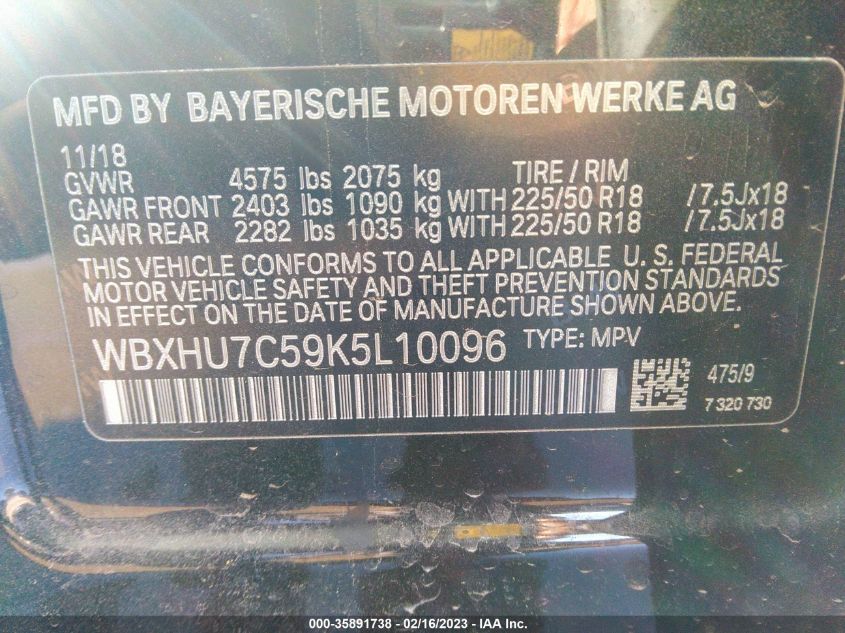 MFD BY BAYERISCHE MOTOREN WERKE AG
11/18 TIRE / RIM
GVWR 4575 lbs 2075 kg
GAWR FRONT 2403 lbs 1090 kg WITH 225/50 R18 /7.5Jx18
GAWR REAR 2282 lbs 1035 kg WITH 225/50 R18 /7.5Jx18
THIS VEHICLE CONFORMS TO ALL APPLICABLE U. S. FEDERAL
MOTOR VEHICLE SAFETY AND THEFT PREVENTION STANDARDS
IN EFFECT ON THE DATE OF MANUFACTURE SHOWN ABOVE.
WBXHU7C59K5L10096 TYPE: MPV
475/9
7 320 730
000-35891738 - 02/16/2023 - IAA Inc.